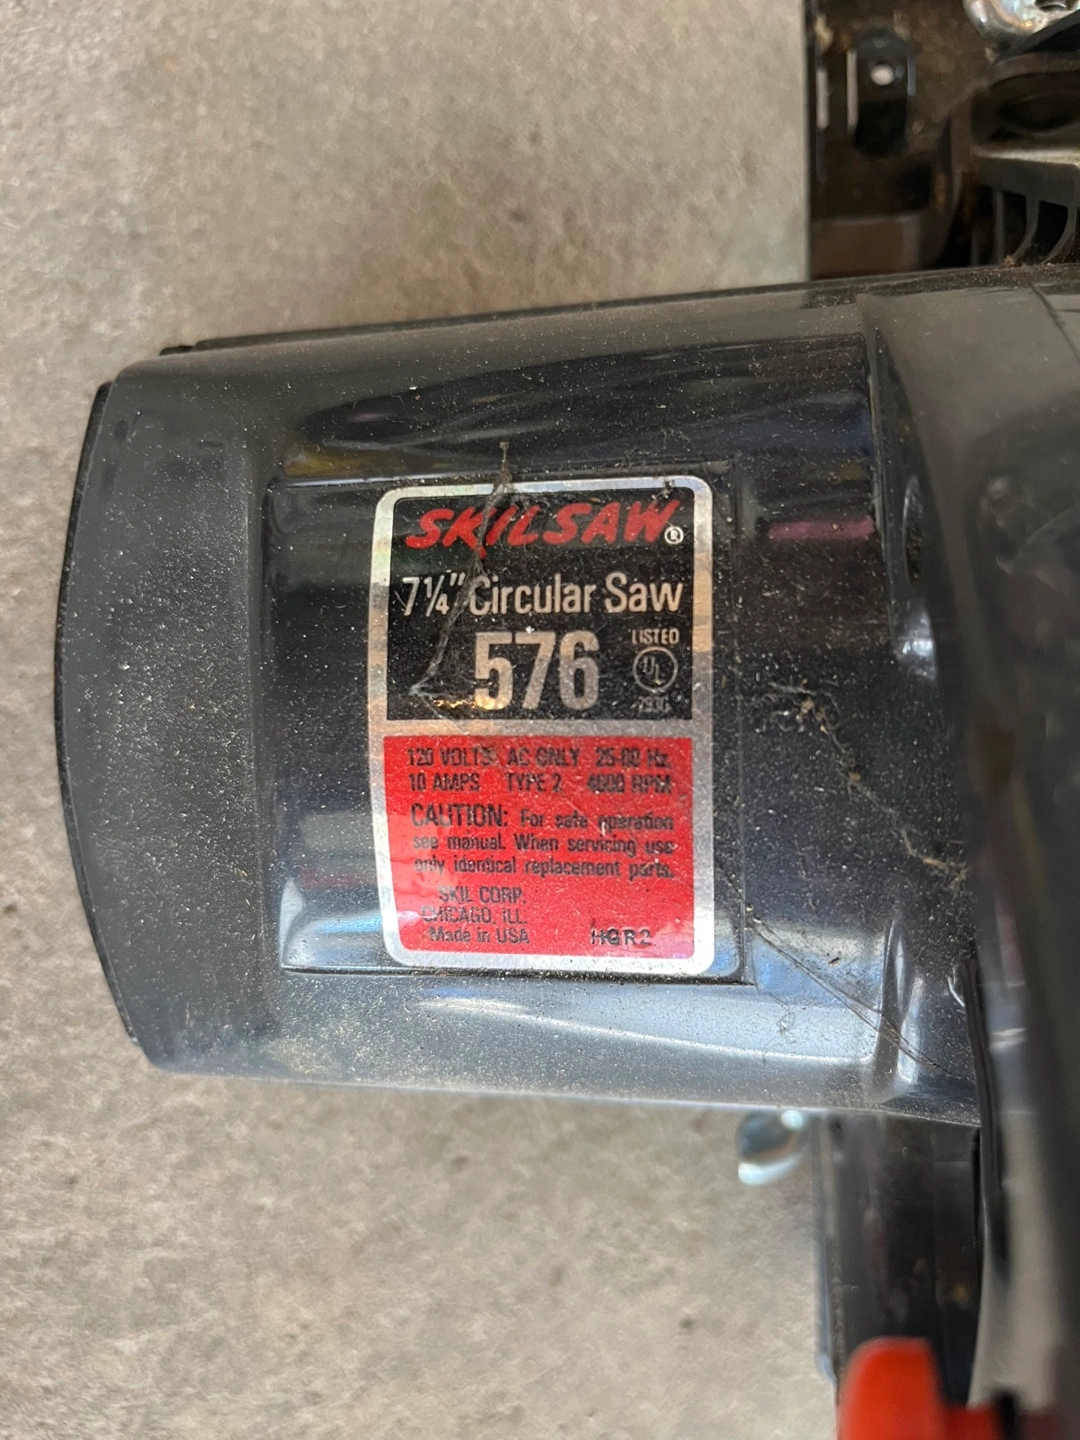 SKILSAW®
7¼" Circular Saw
576
LISTED
UL
120 VOLTS AC ONLY 25-60 Hz.
10 AMPS TYPE 2 4600 RPM
CAUTION: For safe operation
see manual. When servicing use
only identical replacement parts.
SKIL CORP.
CHICAGO, ILL.
Made in USA
HGR2